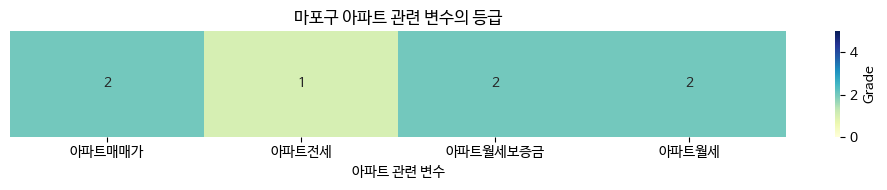 마포구 아파트 관련 변수의 등급
2
1
2
2
아파트매매가
아파트전세
아파트월세보증금
아파트월세
아파트 관련 변수
4
2
0
Grade